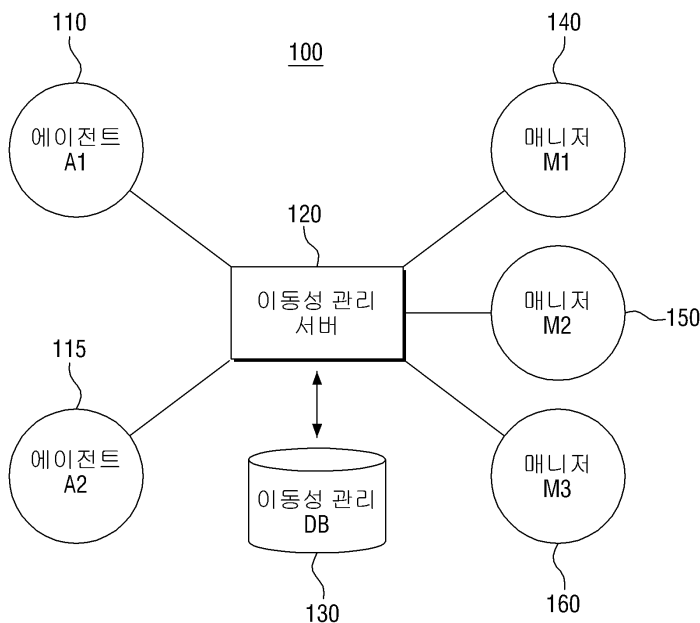 110
100
140
에이전트
A1
매니저
M1
120
이동성 관리
서버
매니저
M2
150
115
에이전트
A2
이동성 관리
DB
매니저
M3
130
160